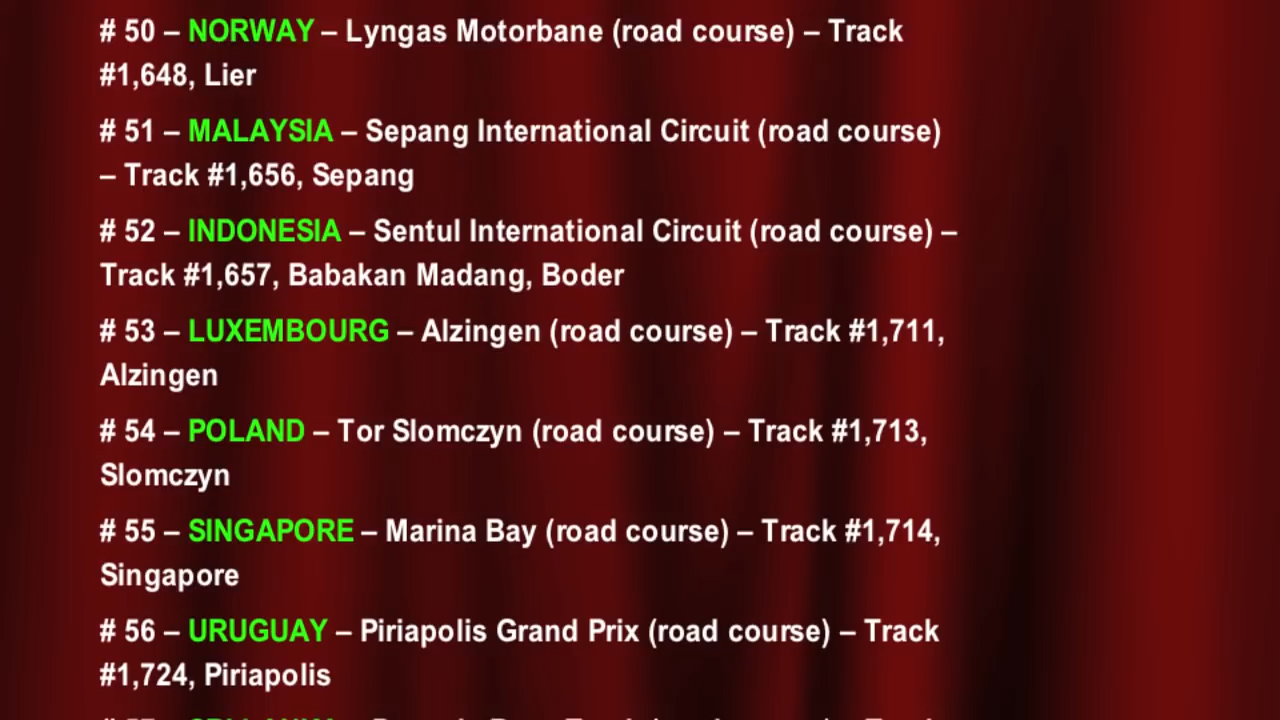 # 50 – NORWAY – Lyngas Motorbane (road course) – Track
#1,648, Lier
# 51 – MALAYSIA – Sepang International Circuit (road course)
– Track #1,656, Sepang
# 52 – INDONESIA – Sentul International Circuit (road course) –
Track #1,657, Babakan Madang, Boder
# 53 – LUXEMBOURG – Alzingen (road course) – Track #1,711,
Alzingen
# 54 – POLAND – Tor Slomczyn (road course) – Track #1,713,
Slomczyn
# 55 – SINGAPORE – Marina Bay (road course) – Track #1,714,
Singapore
# 56 – URUGUAY – Piriapolis Grand Prix (road course) – Track
#1,724, Piriapolis